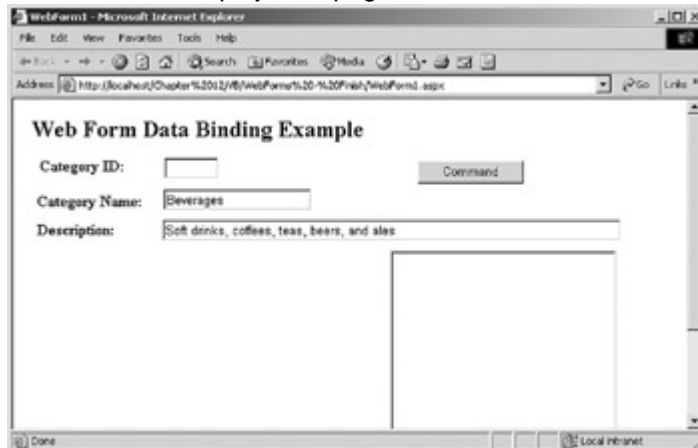 WebForm1 - Microsoft Internet Explorer
File Edit View Favorites Tools Help
Back Search Favorites Media
Address http://localhost/Chapter%2012/VB/WebForms%20-%20Finish/WebForm1.aspx Go Links
Web Form Data Binding Example
Category ID:
Command
Category Name: Beverages
Description: Soft drinks, coffees, teas, beers, and ales
Done Local intranet